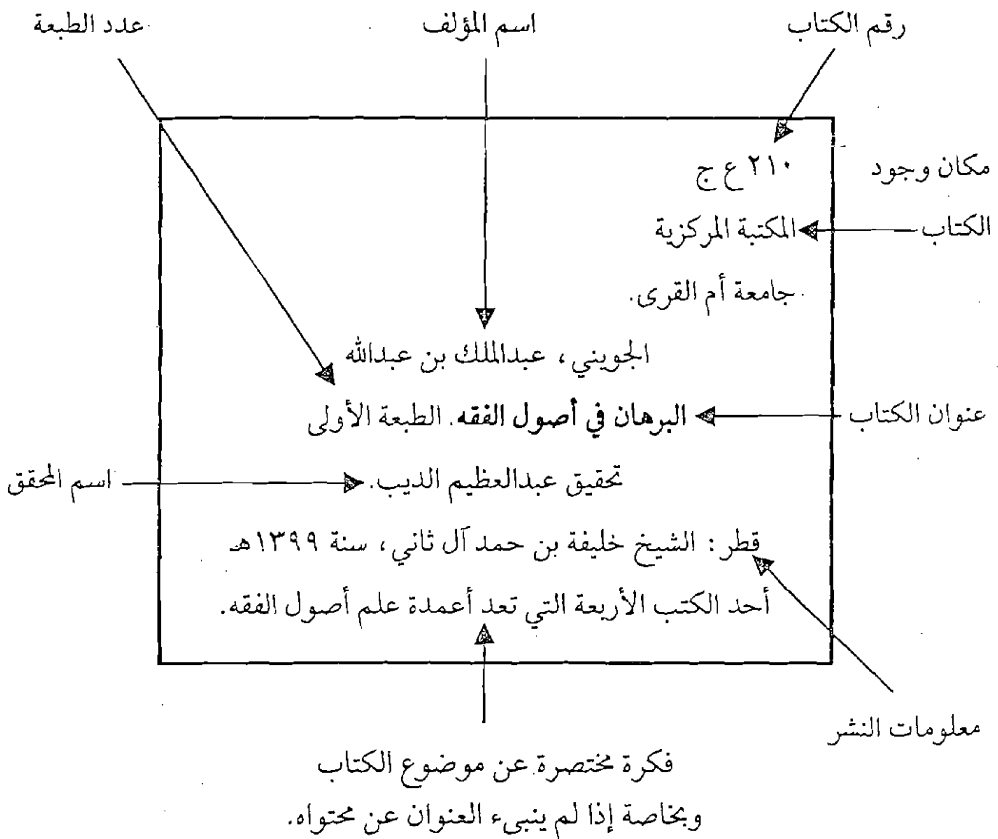 رقم الكتاب
اسم المؤلف
عدد الطبعة
٢١٠ ع ج
مكان وجود
الكتاب
المكتبة المركزية
جامعة أم القرى.
الجويني، عبدالملك بن عبدالله
عنوان الكتاب
البرهان في أصول الفقه. الطبعة الأولى
تحقيق عبدالعظيم الديب.
اسم المحقق
قطر: الشيخ خليفة بن حمد آل ثاني، سنة ١٣٩٩هـ
أحد الكتب الأربعة التي تعد أعمدة علم أصول الفقه.
معلومات النشر
فكرة مختصرة عن موضوع الكتاب
وبخاصة إذا لم ينبىء العنوان عن محتواه.